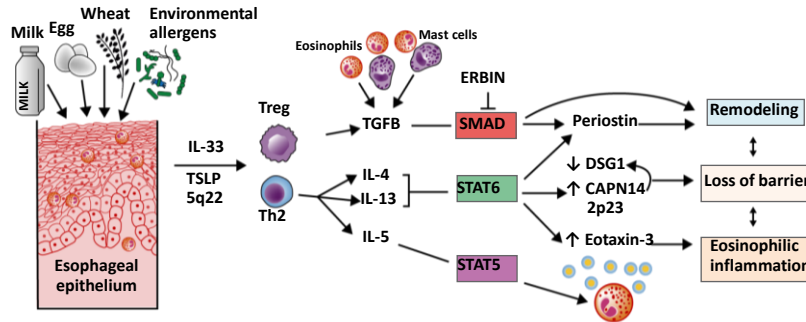 Milk
Egg
Wheat
Environmental
allergens
MILK
Esophageal
epithelium
IL-33
TSLP
5q22
Treg
Th2
Eosinophils
Mast cells
TGFB
IL-4
IL-13
IL-5
ERBIN
SMAD
STAT6
STAT5
Periostin
↓ DSG1
↑ CAPN14
2p23
↑ Eotaxin-3
Remodeling
Loss of barrier
Eosinophilic
inflammation